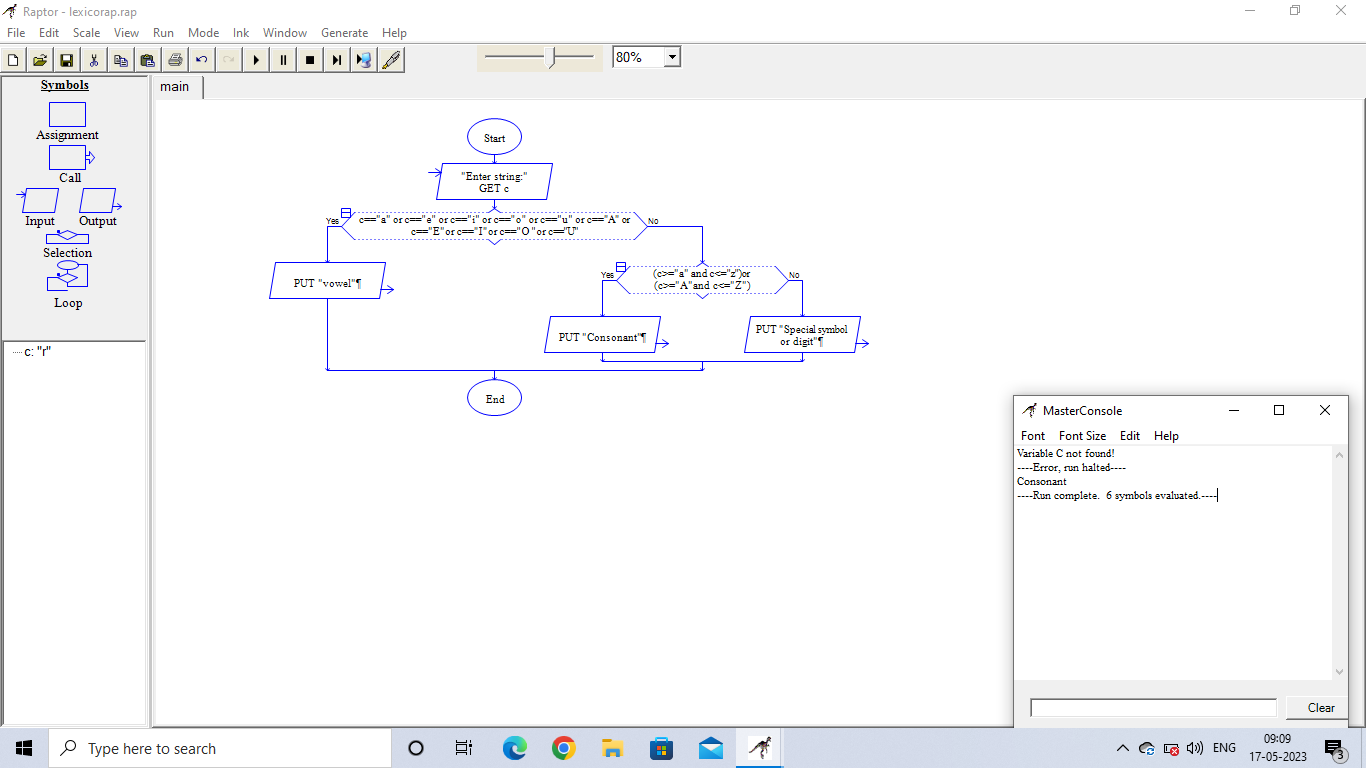 Raptor - lexicorap.rap
File Edit Scale View Run Mode Ink Window Generate Help
80%
Symbols
Assignment
Call
Input Output
Selection
Loop
c: "r"
main
Start
"Enter string:"
GET c
Yes
c=="a" or c=="e" or c=="i" or c=="o" or c=="u" or c=="A" or
c=="E" or c=="I" or c=="O " or c=="U"
No
PUT "vowel"¶
Yes
(c>="a" and c<="z")or
(c>="A"and c<="Z")
No
PUT "Consonant"¶
PUT "Special symbol
or digit"¶
End
MasterConsole
Font Font Size Edit Help
Variable C not found!
----Error, run halted----
Consonant
----Run complete. 6 symbols evaluated.----
Clear
Type here to search
ENG
09:09
17-05-2023
3